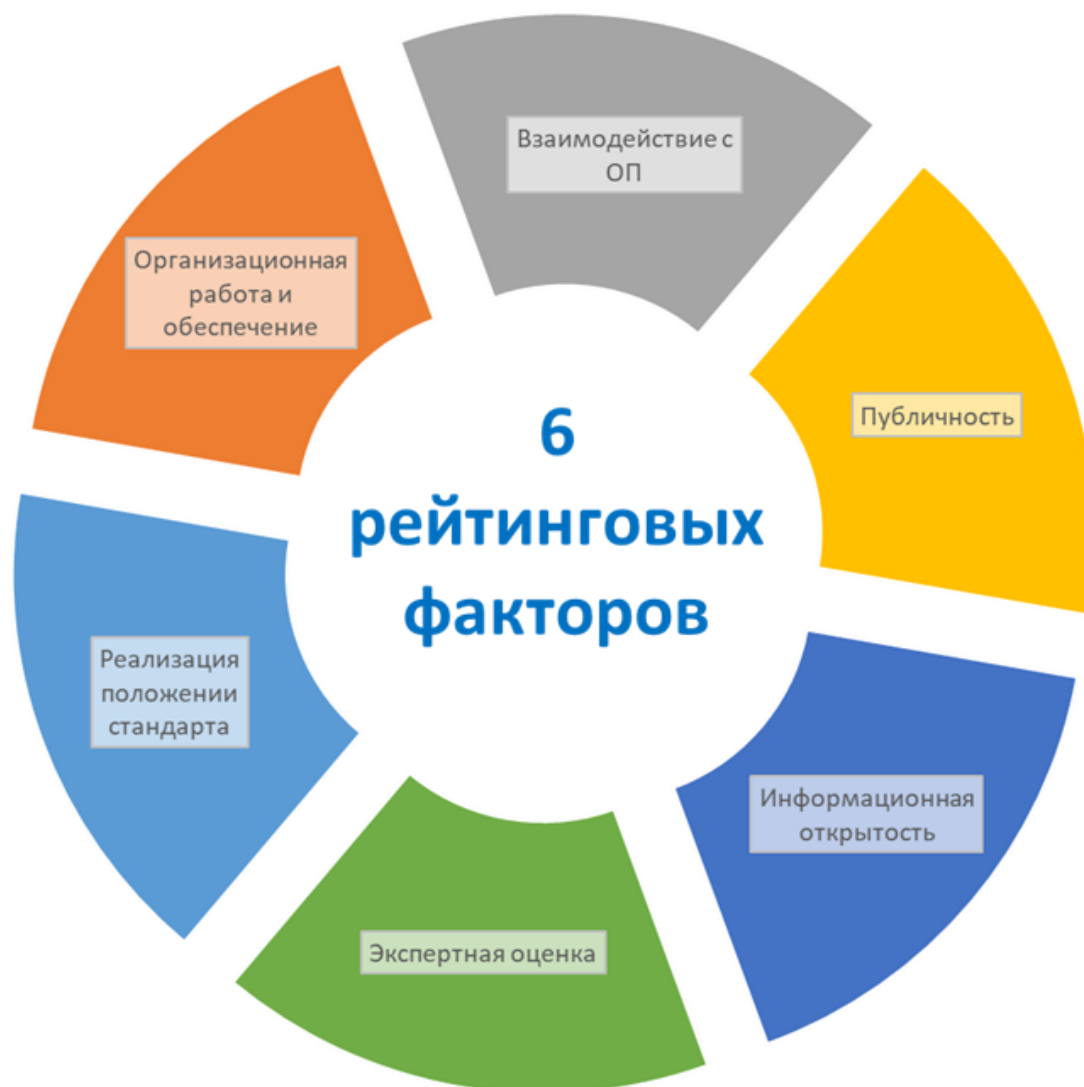 Взаимодействие с
ОП
Публичность
Информационная
открытость
Экспертная оценка
Реализация
положении
стандарта
Организационная
работа и
обеспечение
6
рейтинговых
факторов